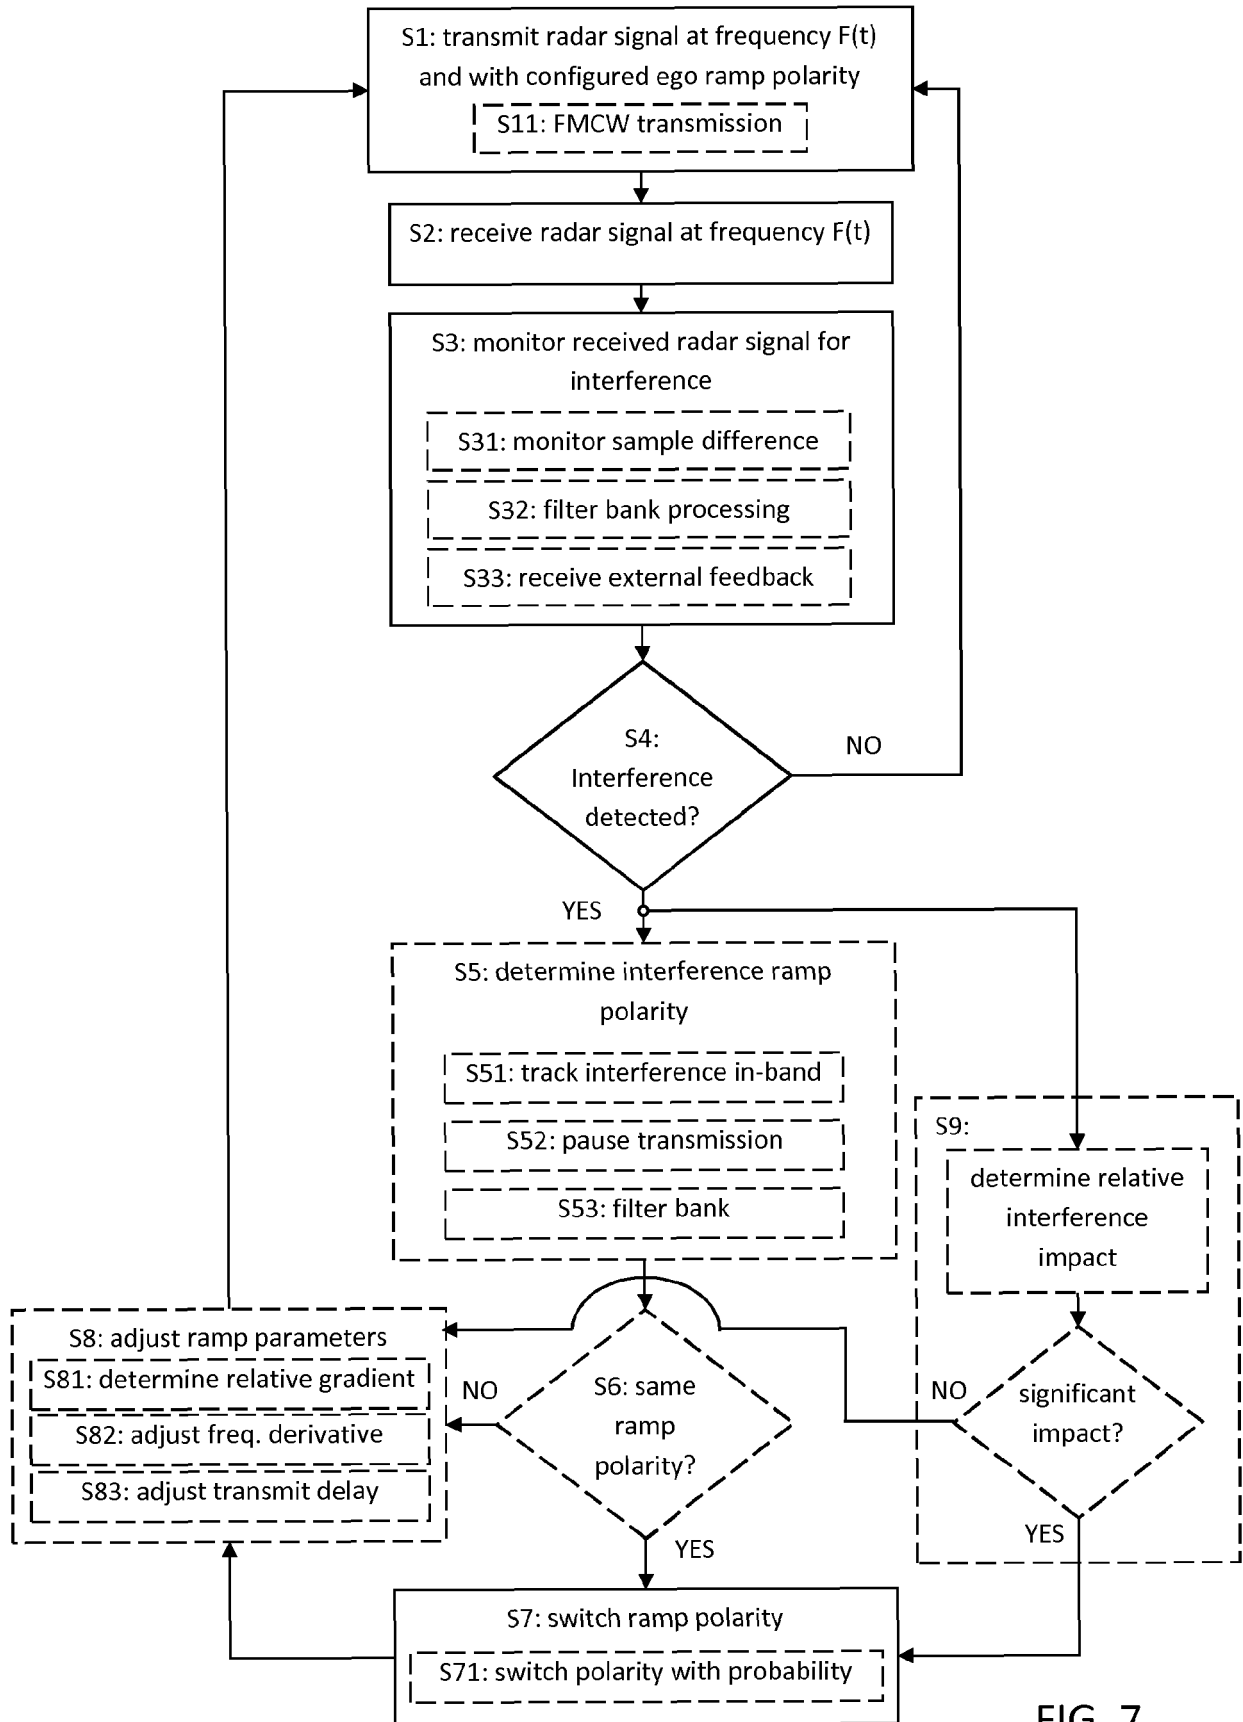 S1: transmit radar signal at frequency F(t)
and with configured ego ramp polarity
S11: FMCW transmission
S2: receive radar signal at frequency F(t)
S3: monitor received radar signal for
interference
S31: monitor sample difference
S32: filter bank processing
S33: receive external feedback
S4:
Interference
detected?
NO
YES
S5: determine interference ramp
polarity
S51: track interference in-band
S52: pause transmission
S53: filter bank
S9:
determine relative
interference
impact
significant
impact?
NO
YES
S8: adjust ramp parameters
S81: determine relative gradient
S82: adjust freq. derivative
S83: adjust transmit delay
NO
S6: same
ramp
polarity?
YES
S7: switch ramp polarity
S71: switch polarity with probability
FIG. 7